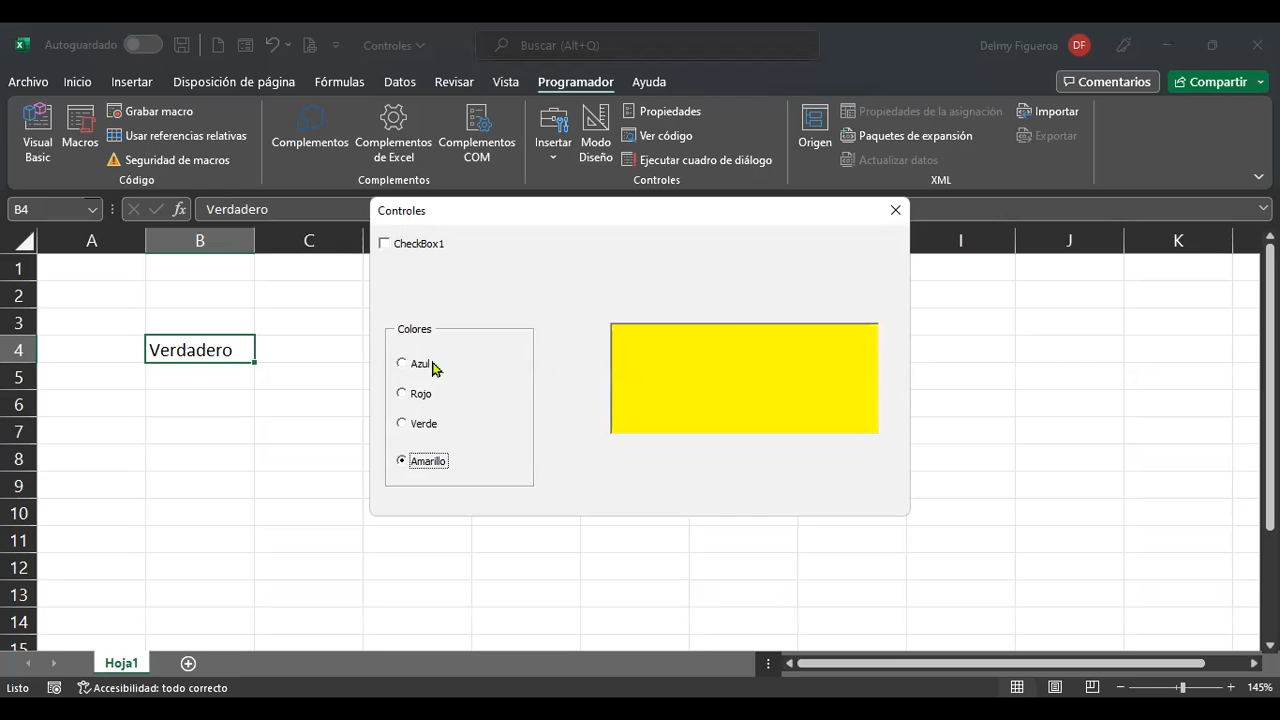 Autoguardado
Controles
Buscar (Alt+Q)
Delmy Figueroa
DF
Archivo
Inicio
Insertar
Disposición de página
Fórmulas
Datos
Revisar
Vista
Programador
Ayuda
Comentarios
Compartir
Visual
Basic
Macros
Grabar macro
Usar referencias relativas
Seguridad de macros
Código
Complementos
Complementos
de Excel
Complementos
COM
Complementos
Insertar
Modo
Diseño
Propiedades
Ver código
Ejecutar cuadro de diálogo
Controles
Origen
Propiedades de la asignación
Paquetes de expansión
Actualizar datos
Importar
Exportar
XML
B4
fx
Verdadero
Controles
A
B
C
I
J
K
CheckBox1
Colores
Azul
Rojo
Verde
Amarillo
1
2
3
4
Verdadero
5
6
7
8
9
10
11
12
13
14
15
Hoja1
Listo
Accesibilidad: todo correcto
145%